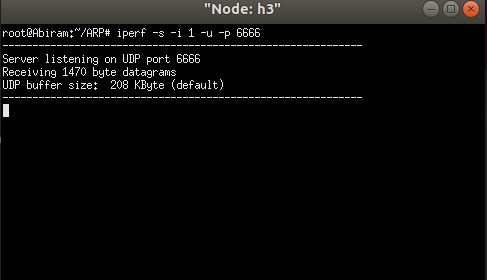 "Node: h3"
root@Abiram:~/ARP# iperf -s -i 1 -u -p 6666
------------------------------------------------------------
Server listening on UDP port 6666
Receiving 1470 byte datagrams
UDP buffer size:  208 KByte (default)
------------------------------------------------------------